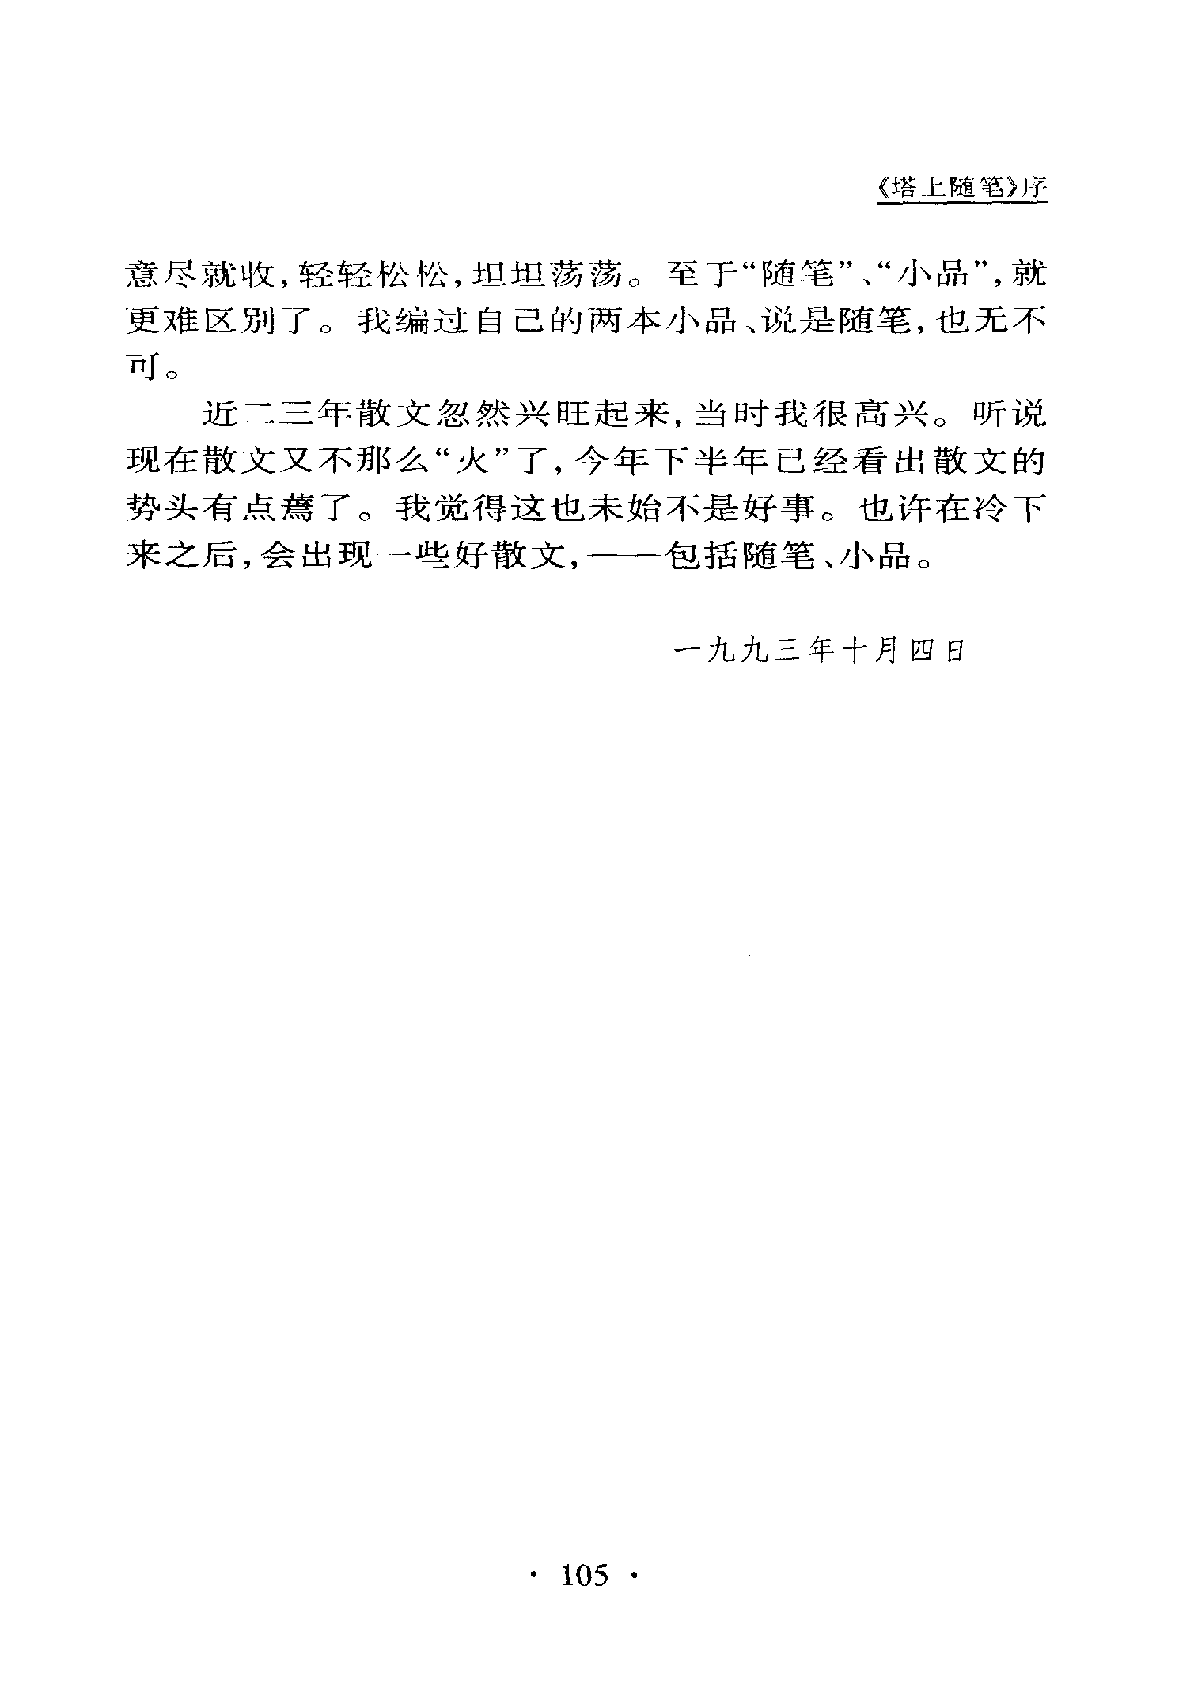 《塔上随笔》序
意尽就收,轻轻松松,坦坦荡荡。至于“随笔”、“小品”,就
更难区别了。我编过自己的两本小品、说是随笔,也无不
可。
近二三年散文忽然兴旺起来,当时我很高兴。听说
现在散文又不那么“火”了,今年下半年已经看出散文的
势头有点蔫了。我觉得这也未始不是好事。也许在冷下
来之后,会出现一些好散文,——包括随笔、小品。
一九九三年十月四日
· 105 ·